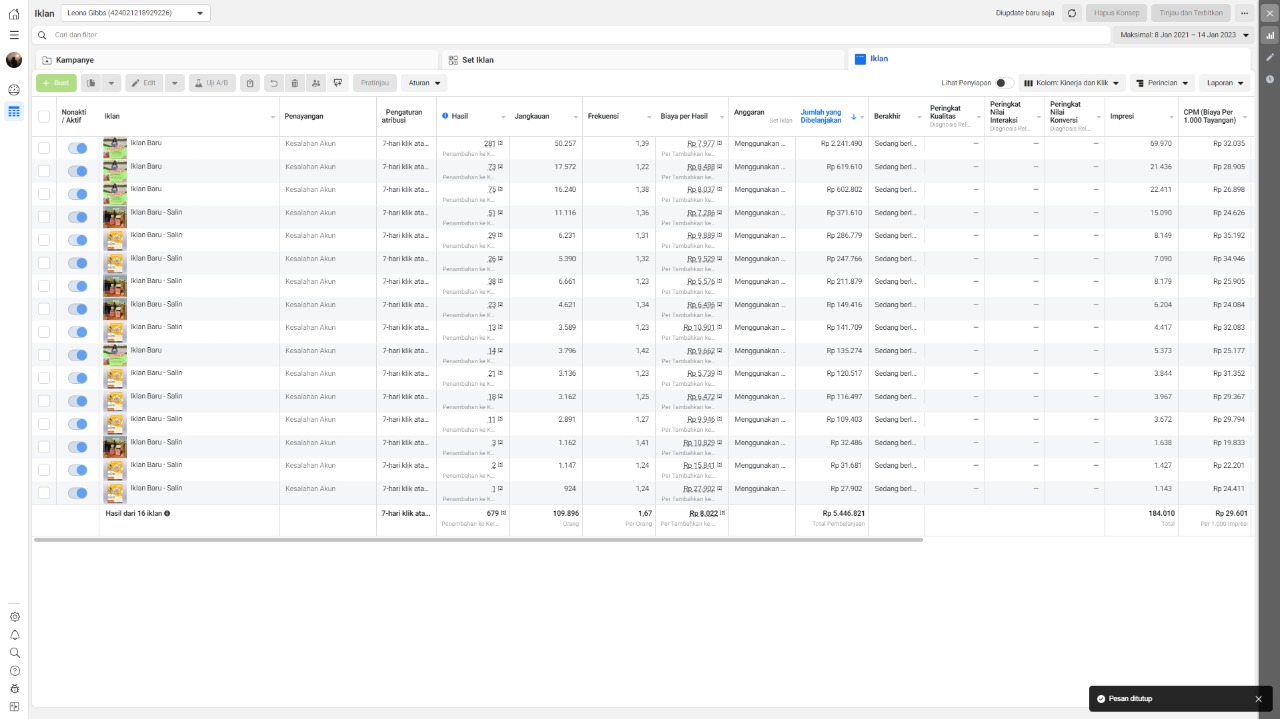 Iklan Leona Gibbs (424021218929226) Diupdate baru saja Hapus Konsep Tinjau dan Terbitkan
Cari dan filter Maksimal: 8 Jan 2021 – 14 Jan 2023
Kampanye Set Iklan Iklan
+ Buat Edit Uji A/B Pratinjau Aturan Lihat Penyiapan Kolom: Kinerja dan Klik Perincian Laporan
Nonakti / Aktif Iklan Penayangan Pengaturan atribusi Hasil Jangkauan Frekuensi Biaya per Hasil Anggaran Set Iklan Jumlah yang Dibelanjakan Berakhir Peringkat Kualitas Diagnosis Rel... Peringkat Nilai Interaksi Diagnosis Rel... Peringkat Nilai Konversi Diagnosis Rel... Impresi CPM (Biaya Per 1.000 Tayangan)
Iklan Baru Kesalahan Akun 7-hari klik ata... 281 1,39 Rp 7.977 Menggunakan ... Rp 2.241.490 Sedang berl... — — — 69.970 Rp 32.035
Penambahan ke K... Per Tambahkan ke...
Iklan Baru Kesalahan Akun 7-hari klik ata... 73 17.572 1,22 Rp 8.488 Menggunakan ... Rp 619.610 Sedang berl... — — — 21.436 Rp 28.905
Penambahan ke K... Per Tambahkan ke...
Iklan Baru Kesalahan Akun 7-hari klik ata... 75 16.240 1,38 Rp 8.037 Menggunakan ... Rp 602.802 Sedang berl... — — — 22.411 Rp 26.898
Penambahan ke K... Per Tambahkan ke...
Iklan Baru - Salin Kesalahan Akun 7-hari klik ata... 51 11.116 1,36 Rp 7.286 Menggunakan ... Rp 371.610 Sedang berl... — — — 15.090 Rp 24.626
Penambahan ke K... Per Tambahkan ke...
Iklan Baru - Salin Kesalahan Akun 7-hari klik ata... 29 6.231 1,31 Rp 9.889 Menggunakan ... Rp 286.779 Sedang berl... — — — 8.149 Rp 35.192
Penambahan ke K... Per Tambahkan ke...
Iklan Baru - Salin Kesalahan Akun 7-hari klik ata... 26 5.390 1,32 Rp 9.529 Menggunakan ... Rp 247.766 Sedang berl... — — — 7.090 Rp 34.946
Penambahan ke K... Per Tambahkan ke...
Iklan Baru - Salin Kesalahan Akun 7-hari klik ata... 38 6.661 1,23 Rp 5.576 Menggunakan ... Rp 211.879 Sedang berl... — — — 8.179 Rp 25.905
Penambahan ke K... Per Tambahkan ke...
Iklan Baru - Salin Kesalahan Akun 7-hari klik ata... 23 4.621 1,34 Rp 6.496 Menggunakan ... Rp 149.416 Sedang berl... — — — 6.204 Rp 24.084
Penambahan ke K... Per Tambahkan ke...
Iklan Baru - Salin Kesalahan Akun 7-hari klik ata... 13 3.589 1,23 Rp 10.901 Menggunakan ... Rp 141.709 Sedang berl... — — — 4.417 Rp 32.083
Penambahan ke K... Per Tambahkan ke...
Iklan Baru Kesalahan Akun 7-hari klik ata... 14 3.796 1,42 Rp 9.662 Menggunakan ... Rp 135.274 Sedang berl... — — — 5.373 Rp 25.177
Penambahan ke K... Per Tambahkan ke...
Iklan Baru - Salin Kesalahan Akun 7-hari klik ata... 21 3.136 1,23 Rp 5.739 Menggunakan ... Rp 120.517 Sedang berl... — — — 3.844 Rp 31.352
Penambahan ke K... Per Tambahkan ke...
Iklan Baru - Salin Kesalahan Akun 7-hari klik ata... 18 3.162 1,25 Rp 6.472 Menggunakan ... Rp 116.497 Sedang berl... — — — 3.967 Rp 29.367
Penambahan ke K... Per Tambahkan ke...
Iklan Baru - Salin Kesalahan Akun 7-hari klik ata... 11 2.891 1,27 Rp 9.946 Menggunakan ... Rp 109.403 Sedang berl... — — — 3.672 Rp 29.794
Penambahan ke K... Per Tambahkan ke...
Iklan Baru - Salin Kesalahan Akun 7-hari klik ata... 3 1.162 1,41 Rp 10.829 Menggunakan ... Rp 32.486 Sedang berl... — — — 1.638 Rp 19.833
Penambahan ke K... Per Tambahkan ke...
Iklan Baru - Salin Kesalahan Akun 7-hari klik ata... 2 1.147 1,24 Rp 15.841 Menggunakan ... Rp 31.681 Sedang berl... — — — 1.427 Rp 22.201
Penambahan ke K... Per Tambahkan ke...
Iklan Baru - Salin Kesalahan Akun 7-hari klik ata... 1 924 1,24 Rp 27.902 Menggunakan ... Rp 27.902 Sedang berl... — — — 1.143 Rp 24.411
Penambahan ke K... Per Tambahkan ke...
Hasil dari 16 iklan 7-hari klik ata... 679 109.896 1,67 Rp 8.022 Rp 5.446.821 184.010 Rp 29.601
Penambahan ke Ker... Orang Per Orang Per Tambahkan ke ... Total Pembelanjaan Total Per 1.000 Impresi
Pesan ditutup